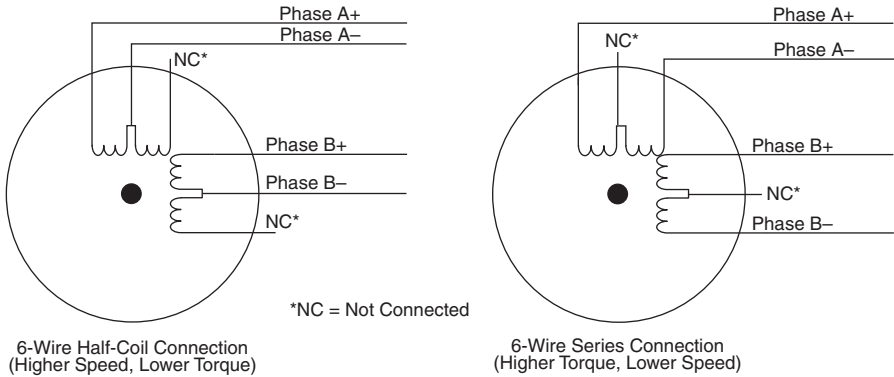 Phase A+
Phase A–
NC*
Phase B+
Phase B–
NC*
6-Wire Half-Coil Connection
(Higher Speed, Lower Torque)
*NC = Not Connected
Phase A+
NC*
Phase A–
Phase B+
NC*
Phase B–
6-Wire Series Connection
(Higher Torque, Lower Speed)